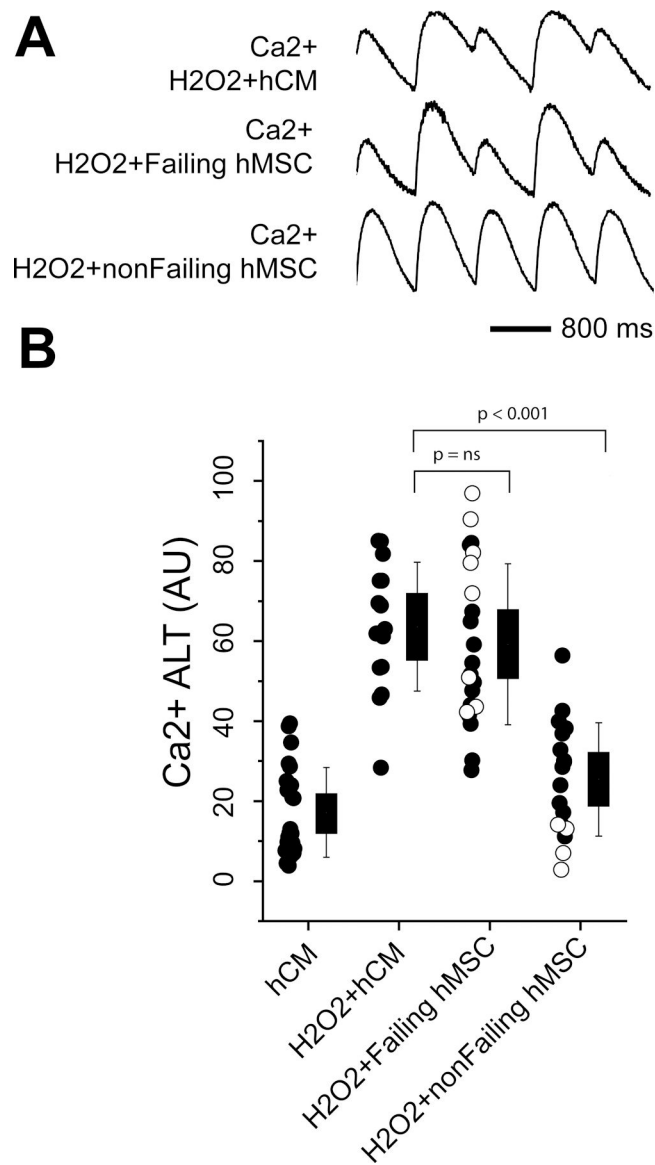 A
Ca2+
H2O2+hCM
Ca2+
H2O2+Failing hMSC
Ca2+
H2O2+nonFailing hMSC
800 ms
B
p < 0.001
p = ns
100
80
60
40
20
0
Ca2+ ALT (AU)
hCM
H2O2+hCM
H2O2+Failing hMSC
H2O2+nonFailing hMSC